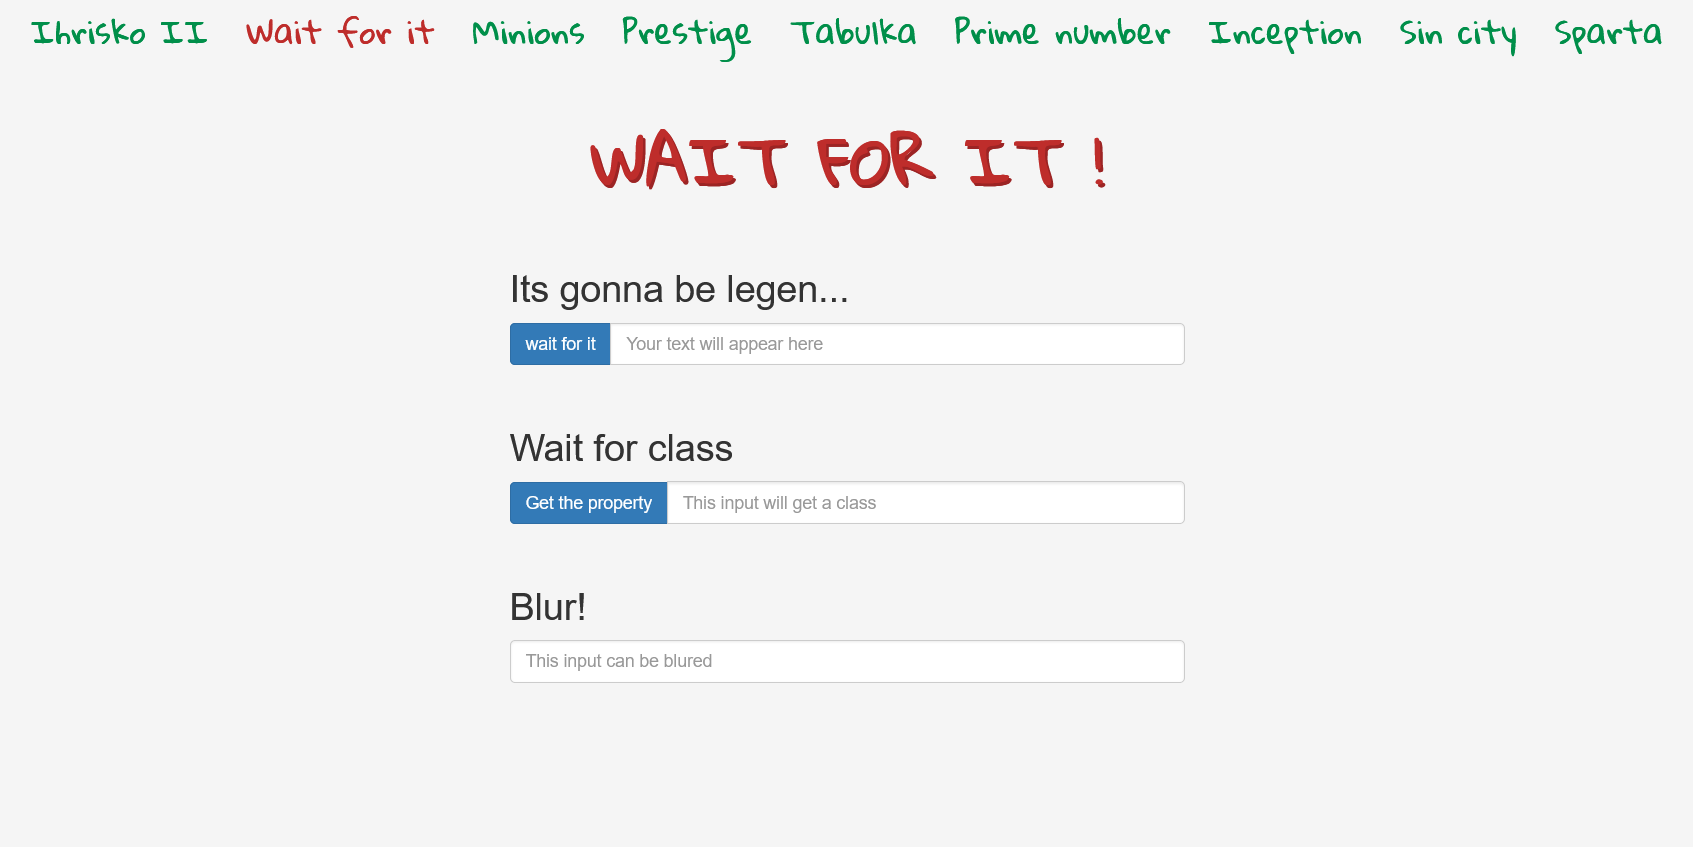 Ihrisko II Wait for it Minions Prestige Tabulka Prime number Inception Sin city Sparta
WAIT FOR IT !
Its gonna be legen...
wait for it Your text will appear here
Wait for class
Get the property This input will get a class
Blur!
This input can be blured